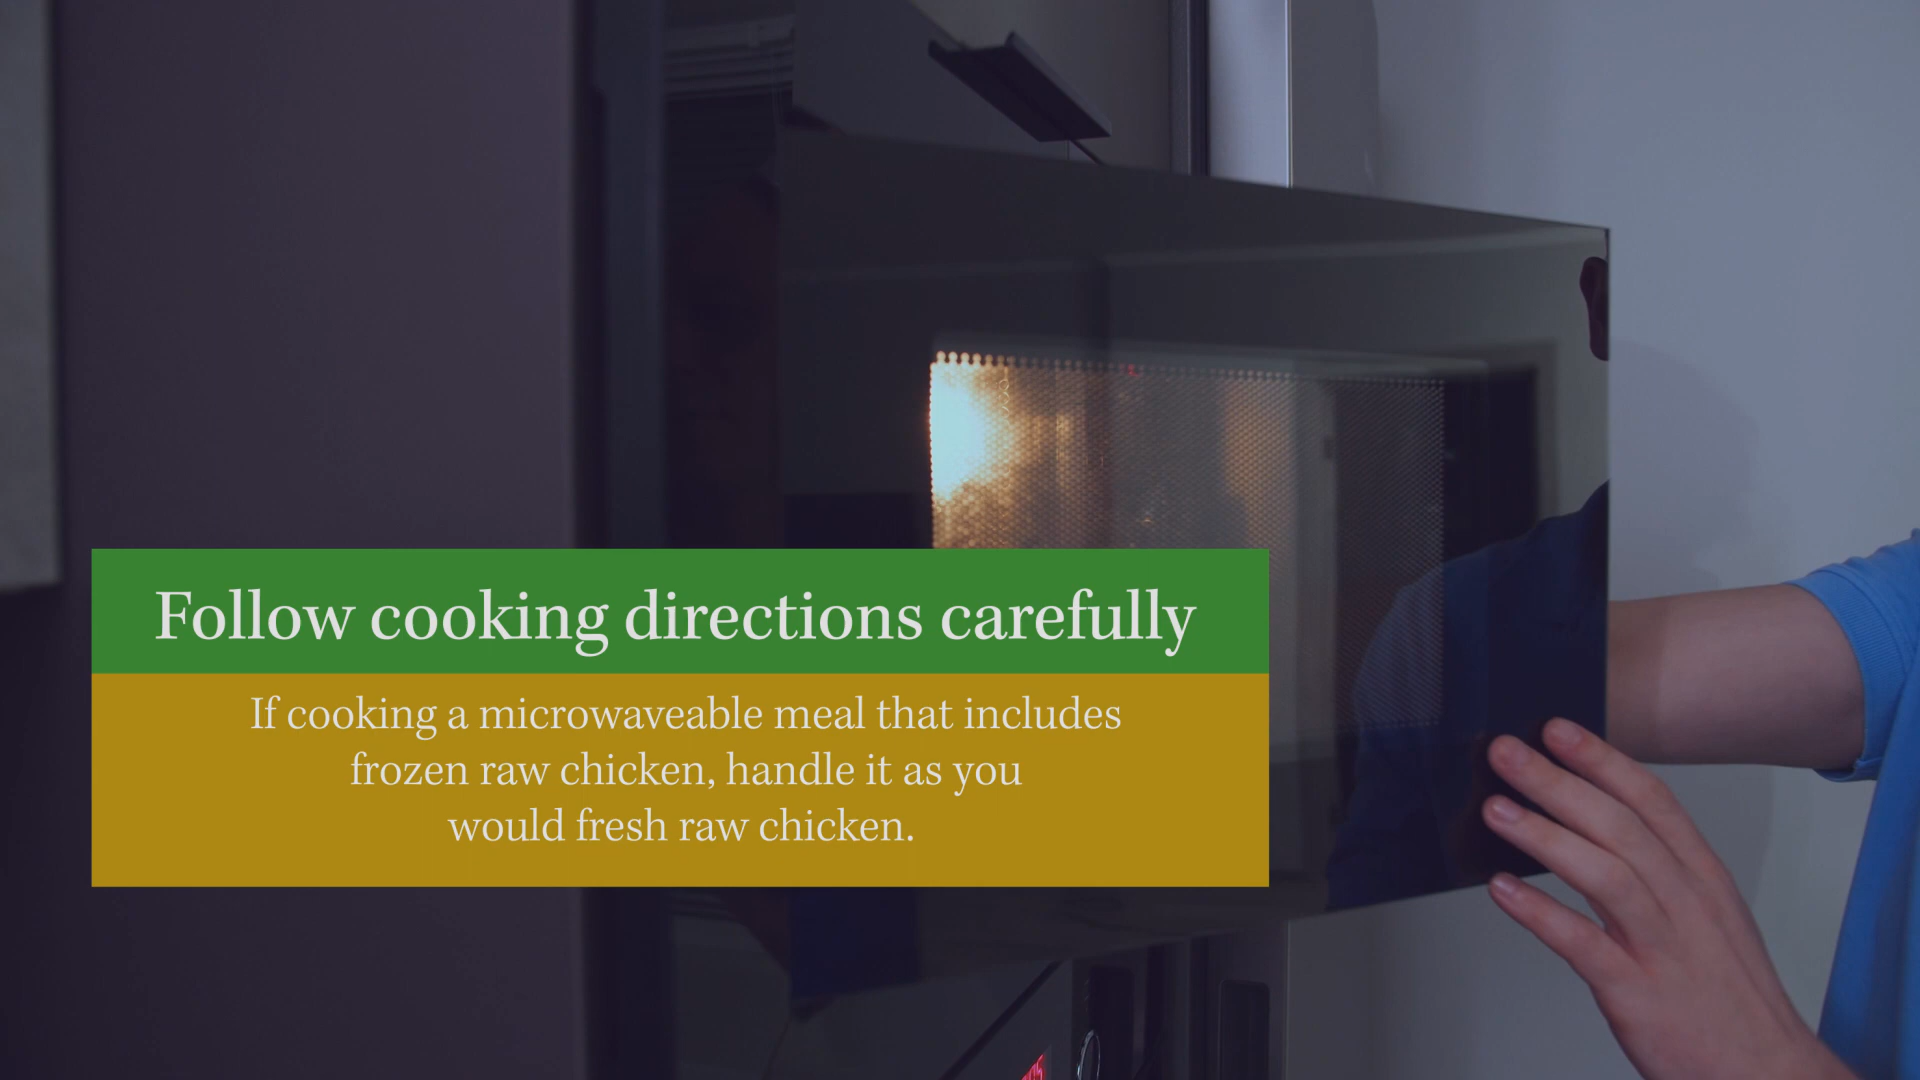 Follow cooking directions carefully
If cooking a microwaveable meal that includes
frozen raw chicken, handle it as you
would fresh raw chicken.